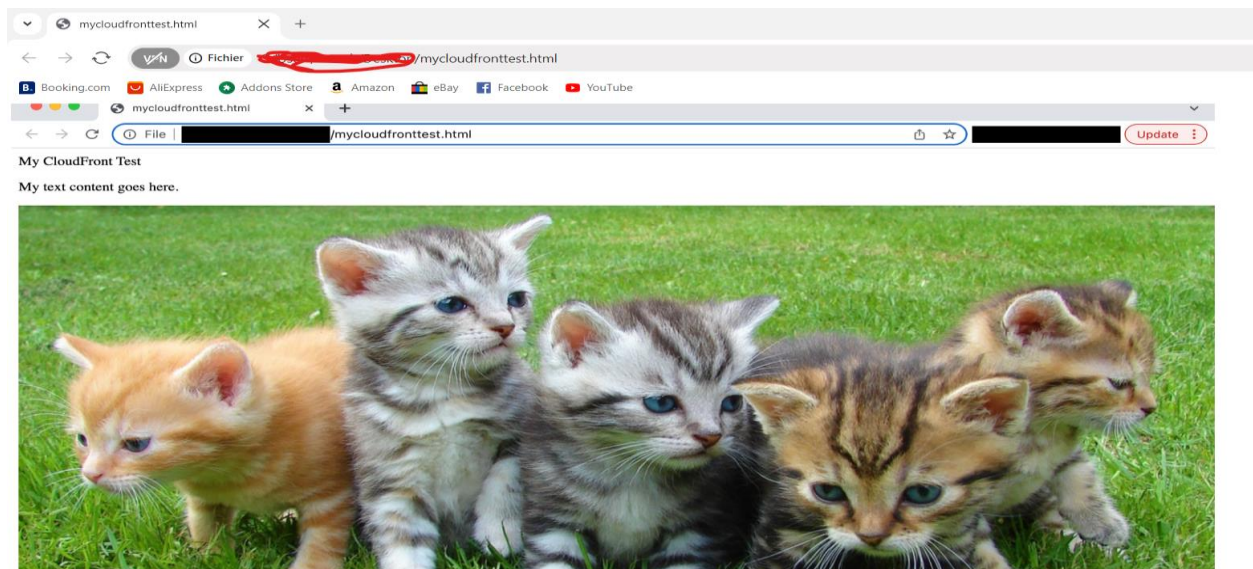 mycloudfronttest.html
VPN Fichier /mycloudfronttest.html
B. Booking.com AliExpress Addons Store a Amazon eBay f Facebook YouTube
mycloudfronttest.html
File /mycloudfronttest.html Update
My CloudFront Test
My text content goes here.